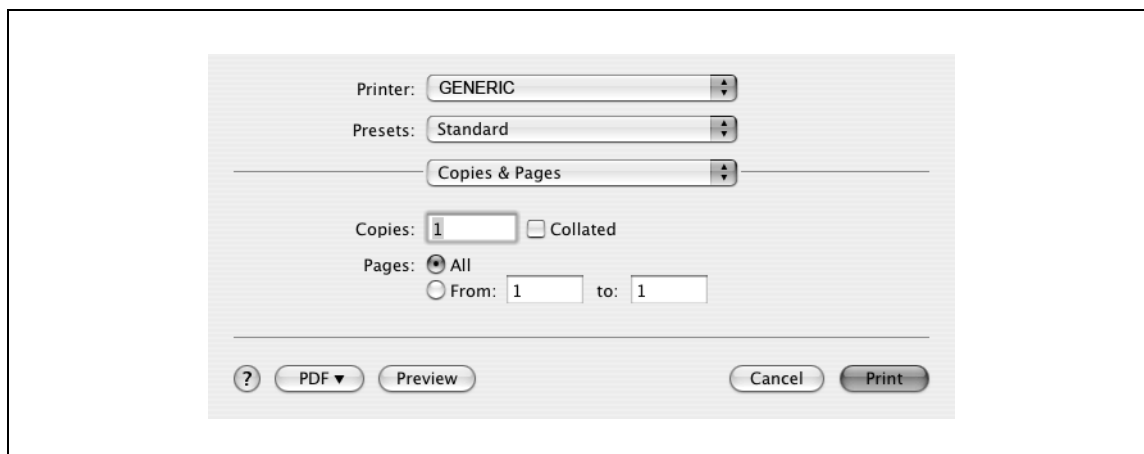 Printer: GENERIC
Presets: Standard
Copies & Pages
Copies: 1 Collated
Pages: All
From: 1 to: 1
? PDF▼ Preview Cancel Print